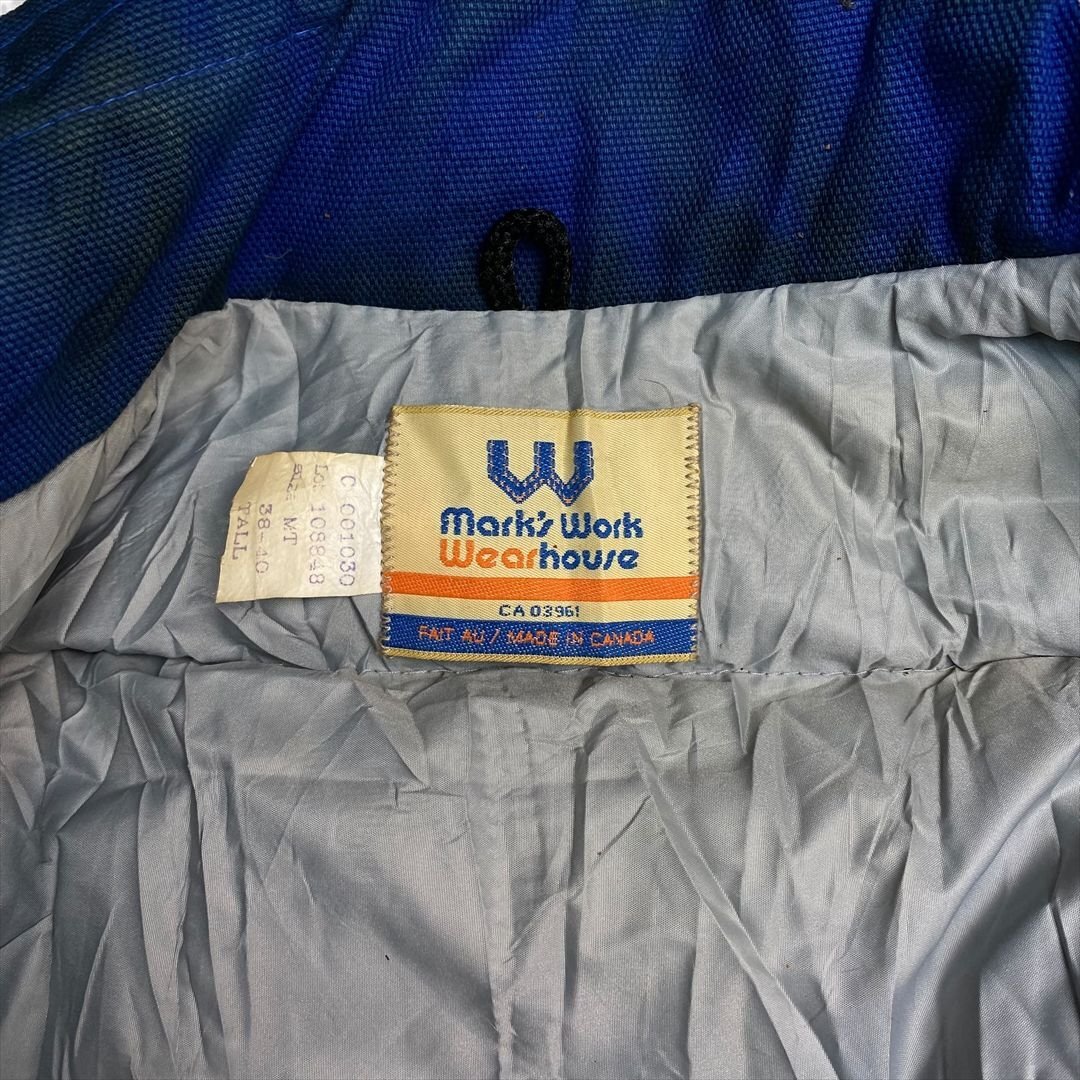 C 001030
Lot 108848
SIZE MT
38-40
TALL
W
Mark's Work
Wearhouse
CA 03961
FAIT AU / MADE IN CANADA